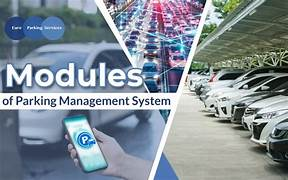 Euro Parking Services
Modules
of Parking Management System
P